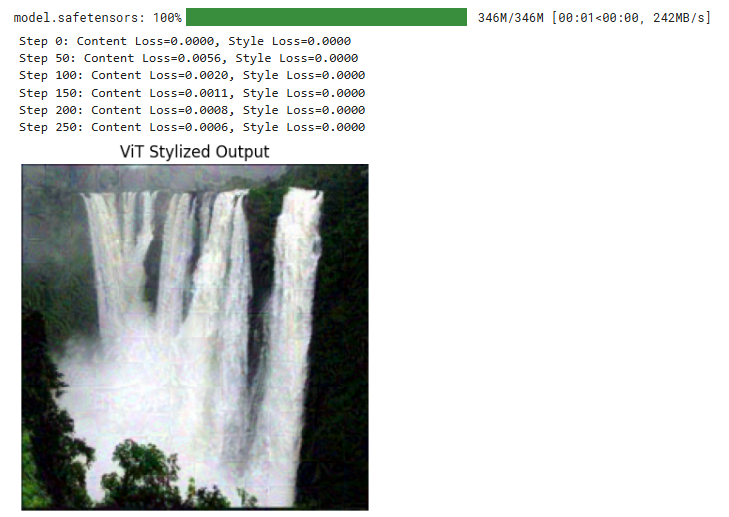 model.safetensors: 100% 346M/346M [00:01<00:00, 242MB/s]
Step 0: Content Loss=0.0000, Style Loss=0.0000
Step 50: Content Loss=0.0056, Style Loss=0.0000
Step 100: Content Loss=0.0020, Style Loss=0.0000
Step 150: Content Loss=0.0011, Style Loss=0.0000
Step 200: Content Loss=0.0008, Style Loss=0.0000
Step 250: Content Loss=0.0006, Style Loss=0.0000
ViT Stylized Output